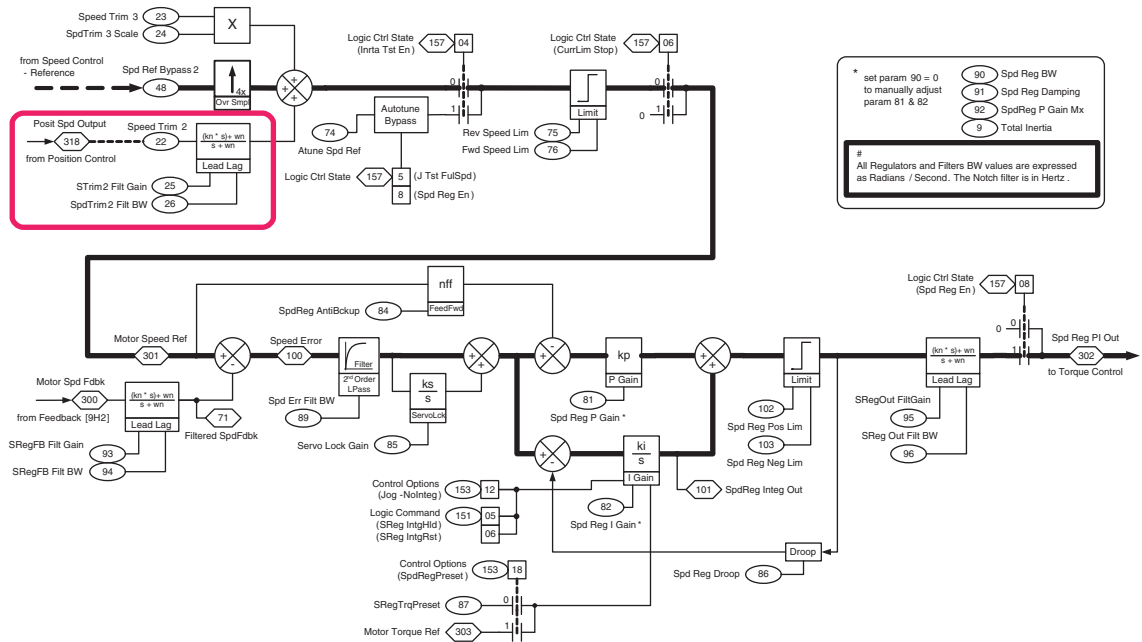 Speed Trim 3
23
SpdTrim 3 Scale
24
X
from Speed Control
- Reference
Spd Ref Bypass 2
48
4x
Ovr Smpl
+
+
+
+
Posit Spd Output
318
from Position Control
Speed Trim 2
22
(kn * s)+ wn
s + wn
Lead Lag
STrim2 Filt Gain
25
SpdTrim2 Filt BW
26
Logic Ctrl State
(Inrta Tst En)
157
04
0
1
Autotune
Bypass
74
Atune Spd Ref
Logic Ctrl State
157
5
(J Tst FulSpd)
8
(Spd Reg En)
Limit
Rev Speed Lim
75
Fwd Speed Lim
76
Logic Ctrl State
(CurrLim Stop)
157
06
0
0
1
* set param 90 = 0
to manually adjust
param 81 & 82
90
Spd Reg BW
91
Spd Reg Damping
92
SpdReg P Gain Mx
9
Total Inertia
#
All Regulators and Filters BW values are expressed
as Radians / Second. The Notch filter is in Hertz .
nff
FeedFwd
SpdReg AntiBckup
84
Motor Speed Ref
301
+
-
Speed Error
100
Filter
2nd Order
LPass
Spd Err Filt BW
89
ks
s
ServoLck
Servo Lock Gain
85
+
+
+
-
kp
P Gain
81
Spd Reg P Gain *
+
+
Limit
102
Spd Reg Pos Lim
103
Spd Reg Neg Lim
Logic Ctrl State
(Spd Reg En)
157
08
0
0
1
(kn * s)+ wn
s + wn
Lead Lag
SRegOut FiltGain
95
SReg Out Filt BW
96
Spd Reg PI Out
302
to Torque Control
Motor Spd Fdbk
300
from Feedback [9H2]
(kn * s)+ wn
s + wn
Lead Lag
71
Filtered SpdFdbk
SRegFB Filt Gain
93
SRegFB Filt BW
94
+
-
ki
s
I Gain
82
Spd Reg I Gain *
101
SpdReg Integ Out
Control Options
(Jog -NoInteg)
153
12
Logic Command
(SReg IntgHld)
(SReg IntgRst)
151
05
06
Droop
Spd Reg Droop
86
Control Options
(SpdRegPreset)
153
18
SRegTrqPreset
87
0
Motor Torque Ref
303
1